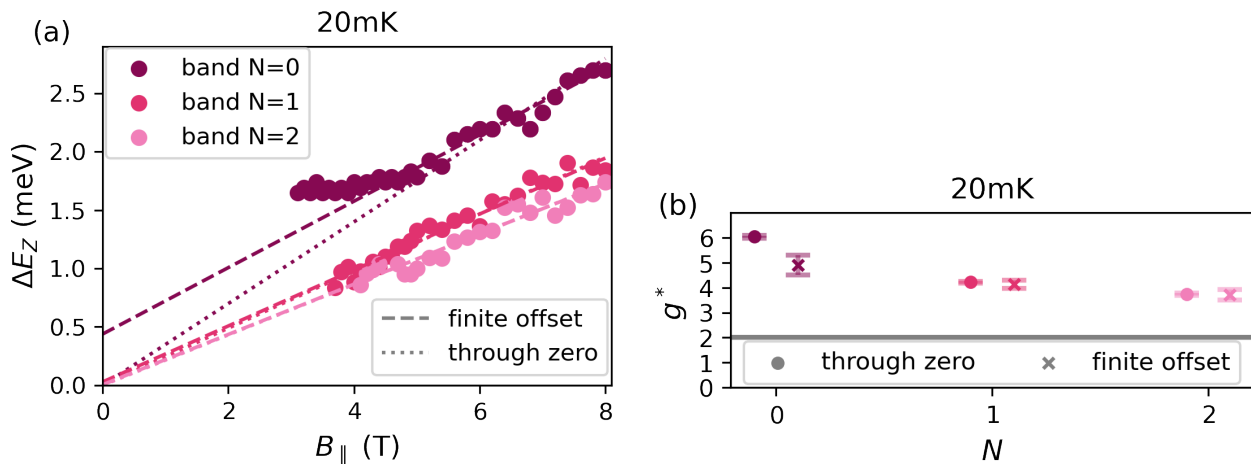 (a)
20mK
band N=0
band N=1
band N=2
ΔE_Z (meV)
2.5
2.0
1.5
1.0
0.5
0.0
finite offset
through zero
0 2 4 6 8
B_∥ (T)
(b)
20mK
g*
6
5
4
3
2
1
0
through zero
finite offset
0 1 2
N